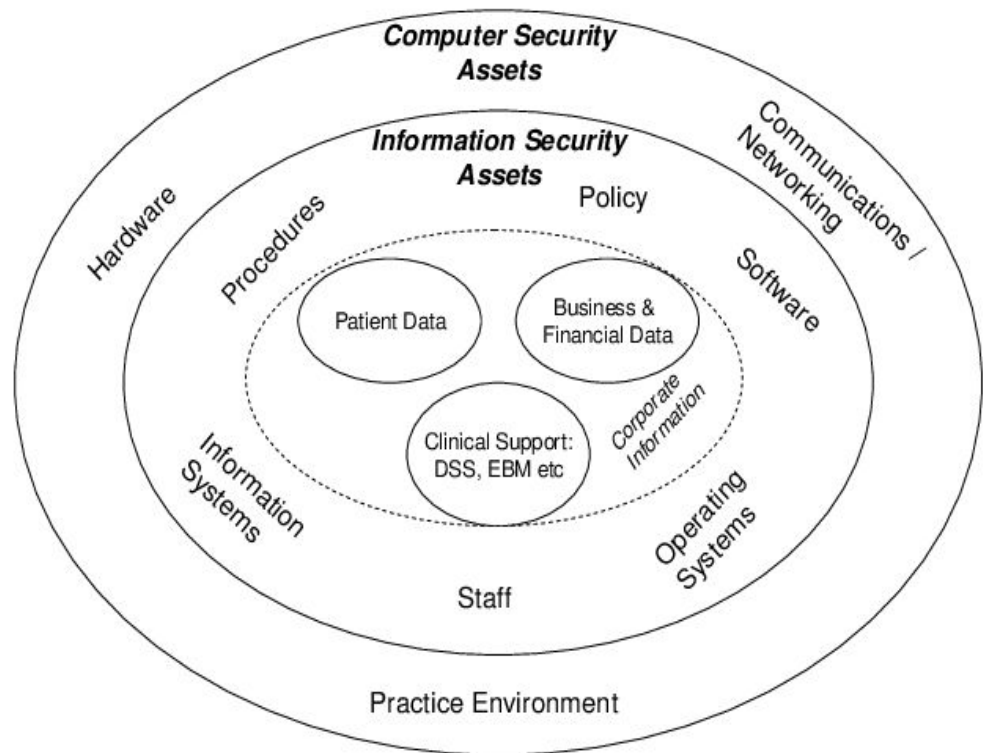 Computer Security
Assets
Communications /
Networking
Hardware
Information Security
Assets
Policy
Procedures
Software
Patient Data
Business &
Financial Data
Corporate
Information
Clinical Support:
DSS, EBM etc
Information
Systems
Operating
Systems
Staff
Practice Environment